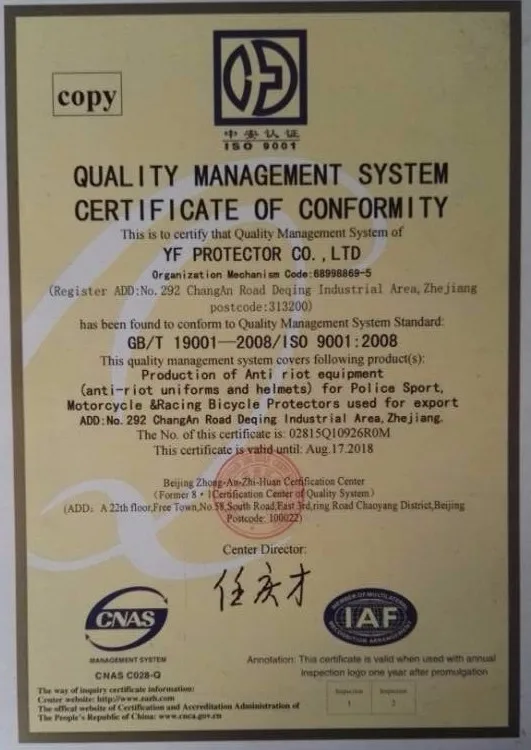 copy
中安认证
ISO 9001
QUALITY MANAGEMENT SYSTEM
CERTIFICATE OF CONFORMITY
This is to certify that Quality Management System of
YF PROTECTOR CO.,LTD
Organization Mechanism Code:68998869-5
(Register ADD:No. 292 ChangAn Road Deqing Industrial Area, Zhejiang
postcode:313200)
has been found to conform to Quality Management System Standard:
GB/T 19001—2008/ISO 9001:2008
This quality management system covers following product(s):
Production of Anti riot equipment
(anti-riot uniforms and helmets) for Police Sport,
Motorcycle &Racing Bicycle Protectors used for export
ADD:No. 292 ChangAn Road Deqing Industrial Area, Zhejiang.
The No. of this certificate is: 02815Q10926R0M
This certificate is valid until: Aug.17.2018
Beijing Zhong-An-Zhi-Huan Certification Center
(Former 8·1Certification Center of Quality System)
(ADD: A 22th floor,Free Town,No.58,South Road,East 3rd,ring Road Chaoyang District,Beijing
Postcode: 100022)
Center Director:
任庆才
CNAS
MANAGEMENT SYSTEM
CNAS C028-Q
MEMBER OF MULTILATERAL
IAF
RECOGNITION ARRANGEMENT
Annotation: This certificate is valid when used with annual
inspection logo one year after promulgation
Inspection
1
Inspection
2
The way of inquiry certificate information:
Center website: http://www.zazh.com
The offical website of Certification and Accreditation Administration of
The People's Republic of China: www.cnca.gov.cn